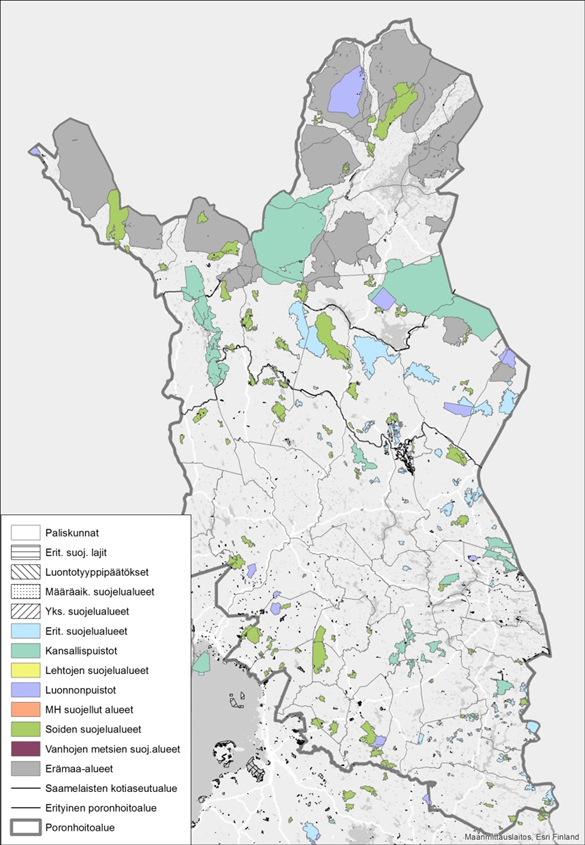 Paliskunnat
Erit. suoj. lajit
Luontotyyppipäätökset
Määräaik. suojelualueet
Yks. suojelualueet
Erit. suojelualueet
Kansallispuistot
Lehtojen suojelualueet
Luonnonpuistot
MH suojellut alueet
Soiden suojelualueet
Vanhojen metsien suoj.alueet
Erämaa-alueet
Saamelaisten kotiaseutualue
Erityinen poronhoitoalue
Poronhoitoalue
Maanmittauslaitos, Esri Finland